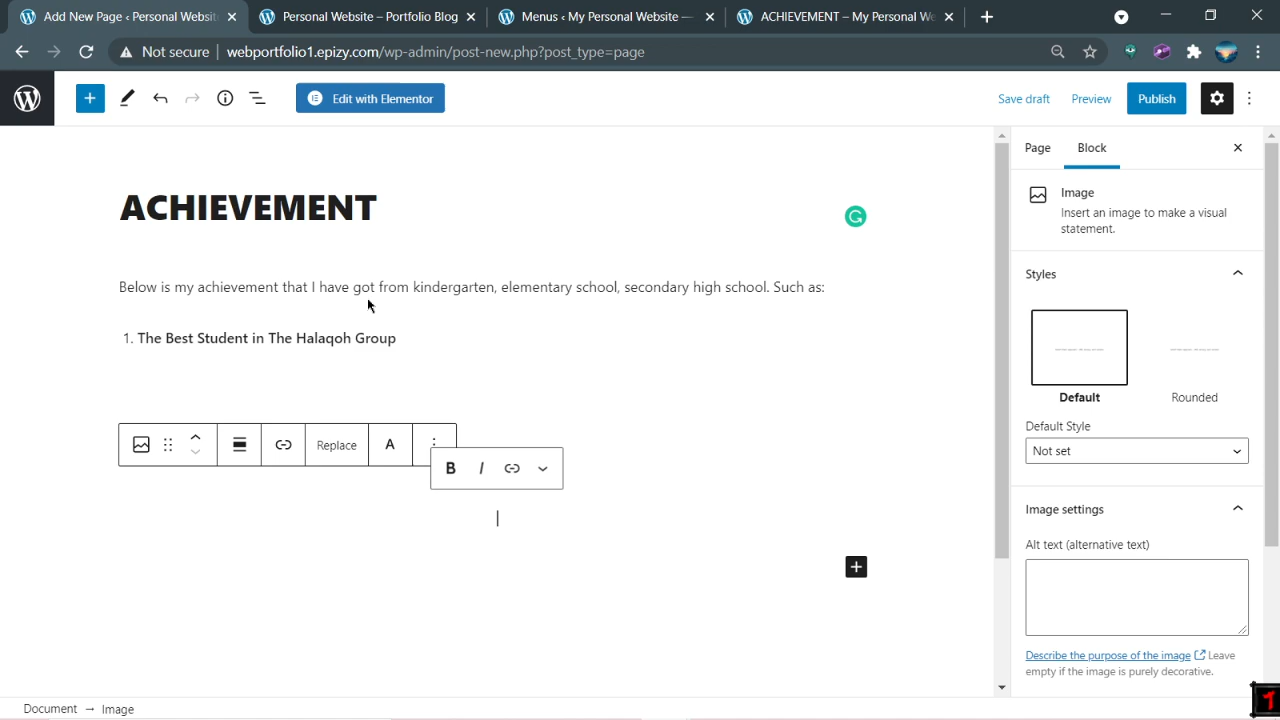 Add New Page ‹ Personal Websit
Personal Website – Portfolio Blog
Menus ‹ My Personal Website —
ACHIEVEMENT – My Personal W
Not secure
webportfolio1.epizy.com/wp-admin/post-new.php?post_type=page
Edit with Elementor
Save draft
Preview
Publish
ACHIEVEMENT
Below is my achievement that I have got from kindergarten, elementary school, secondary high school. Such as:
1. The Best Student in The Halaqoh Group
Replace
A
B
I
Page
Block
Image
Insert an image to make a visual
statement.
Styles
Default
Rounded
Default Style
Not set
Image settings
Alt text (alternative text)
Describe the purpose of the image Leave
empty if the image is purely decorative.
Document → Image